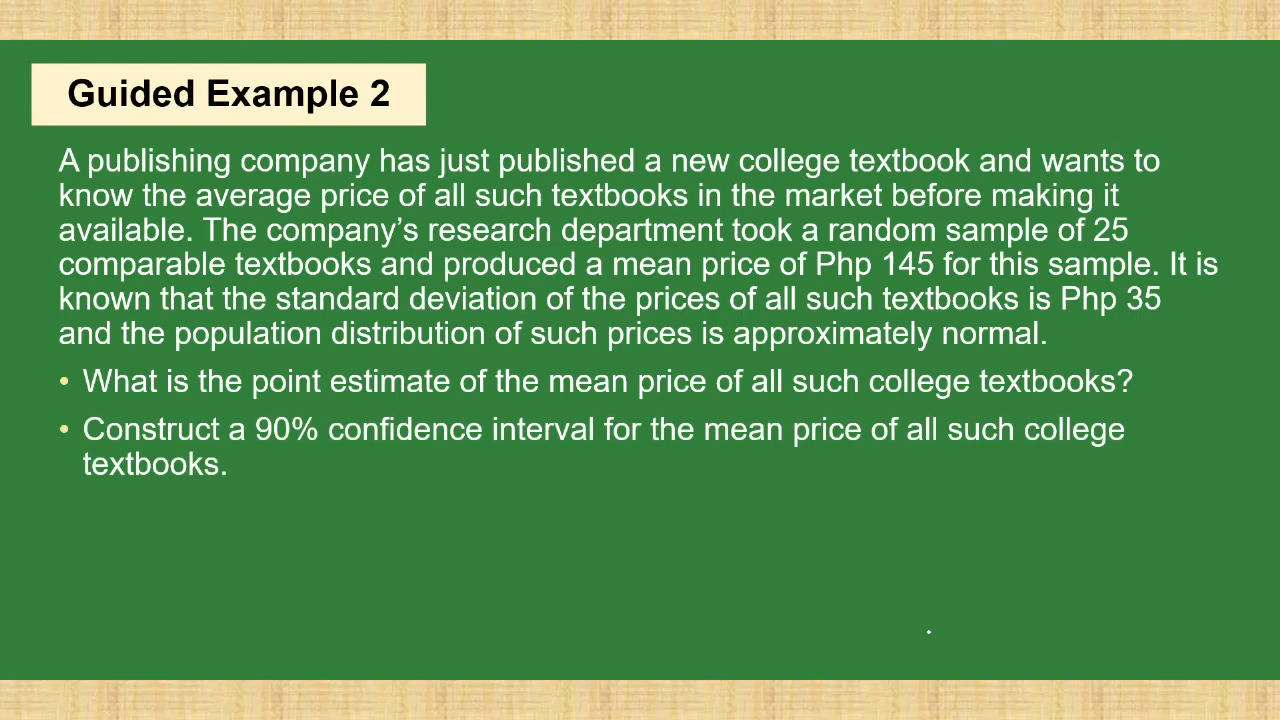 Guided Example 2
A publishing company has just published a new college textbook and wants to
know the average price of all such textbooks in the market before making it
available. The company’s research department took a random sample of 25
comparable textbooks and produced a mean price of Php 145 for this sample. It is
known that the standard deviation of the prices of all such textbooks is Php 35
and the population distribution of such prices is approximately normal.
• What is the point estimate of the mean price of all such college textbooks?
• Construct a 90% confidence interval for the mean price of all such college
textbooks.